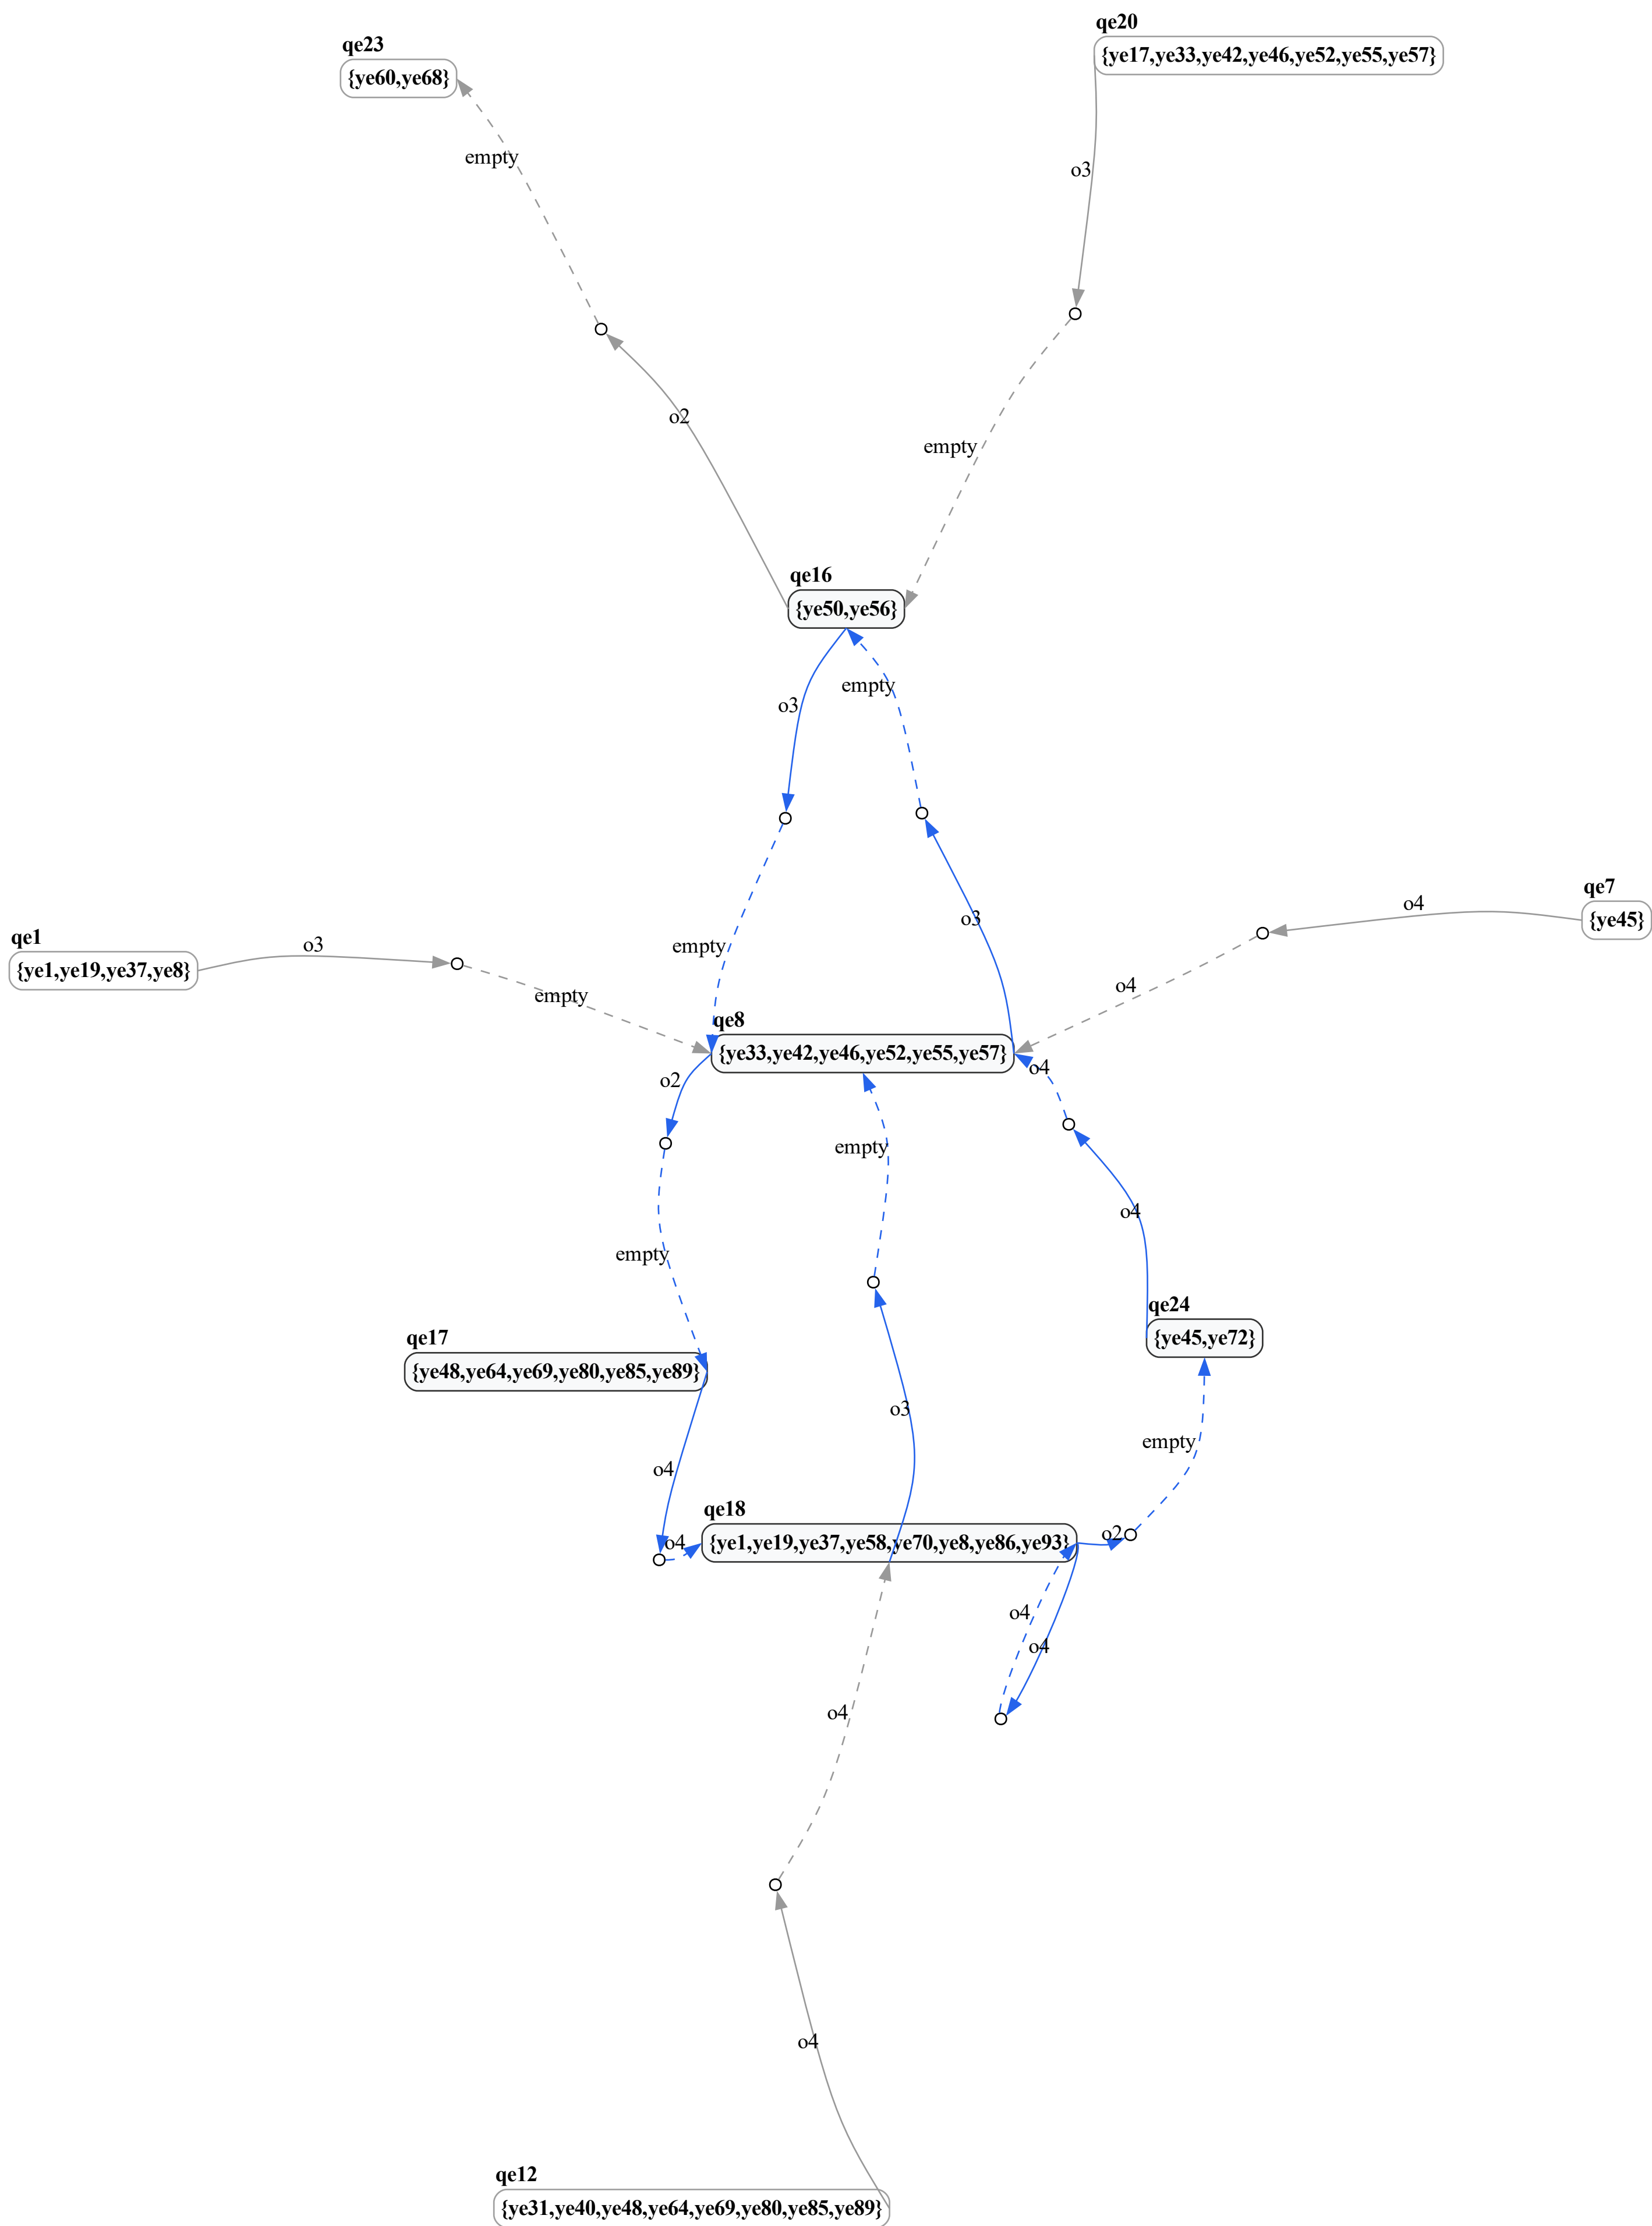 qe20
{ye17,ye33,ye42,ye46,ye52,ye55,ye57}
qe23
{ye60,ye68}
empty
o3
o2
empty
qe16
{ye50,ye56}
empty
o3
qe7
{ye45}
o4
o3
qe1
{ye1,ye19,ye37,ye8}
o3
empty
empty
o4
qe8
{ye33,ye42,ye46,ye52,ye55,ye57}
o4
o2
empty
o4
empty
qe24
{ye45,ye72}
qe17
{ye48,ye64,ye69,ye80,ye85,ye89}
o3
empty
o4
qe18
{ye1,ye19,ye37,ye58,ye70,ye8,ye86,ye93}
o4
o2
o4
o4
o4
o4
qe12
{ye31,ye40,ye48,ye64,ye69,ye80,ye85,ye89}